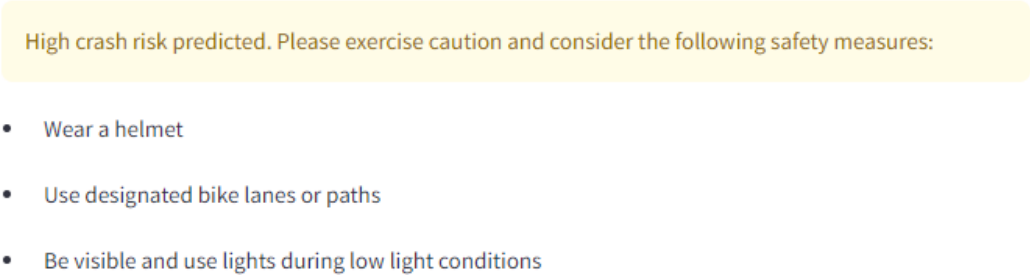 High crash risk predicted. Please exercise caution and consider the following safety measures:
• Wear a helmet
• Use designated bike lanes or paths
• Be visible and use lights during low light conditions